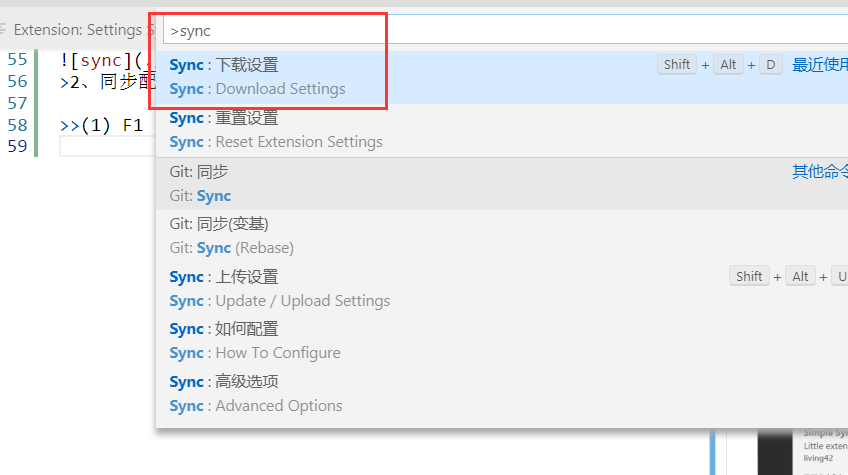 Extension: Settings S
>sync
55 ![sync](
Sync : 下载设置 Shift + Alt + D 最近使用
56 >2、同步配
Sync : Download Settings
57
Sync : 重置设置
58 >>(1) F1
Sync : Reset Extension Settings
59
Git: 同步 其他命令
Git: Sync
Git: 同步(变基)
Git: Sync (Rebase)
Sync : 上传设置 Shift + Alt + U
Sync : Update / Upload Settings
Sync : 如何配置
Sync : How To Configure
Sync : 高级选项
Sync : Advanced Options
Simple Sy
Little exten
living42